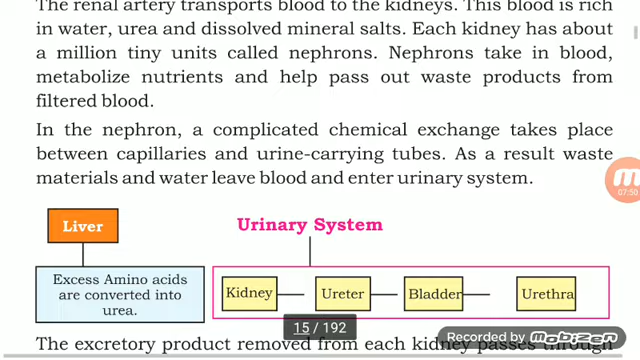 The renal artery transports blood to the kidneys. This blood is rich
in water, urea and dissolved mineral salts. Each kidney has about
a million tiny units called nephrons. Nephrons take in blood,
metabolize nutrients and help pass out waste products from
filtered blood.
In the nephron, a complicated chemical exchange takes place
between capillaries and urine-carrying tubes. As a result waste
materials and water leave blood and enter urinary system.
Liver
Urinary System
Excess Amino acids
are converted into
urea.
Kidney
Ureter
Bladder
Urethra
07:50
15 / 192
Recorded by mobizen
The excretory product removed from each kidney passes through